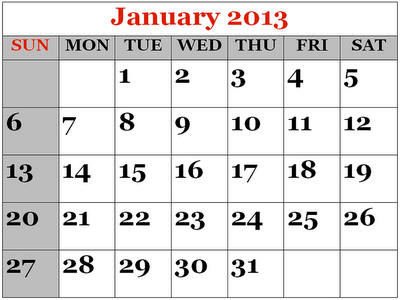 January 2013
SUN MON TUE WED THU FRI SAT
1 2 3 4 5
6 7 8 9 10 11 12
13 14 15 16 17 18 19
20 21 22 23 24 25 26
27 28 29 30 31